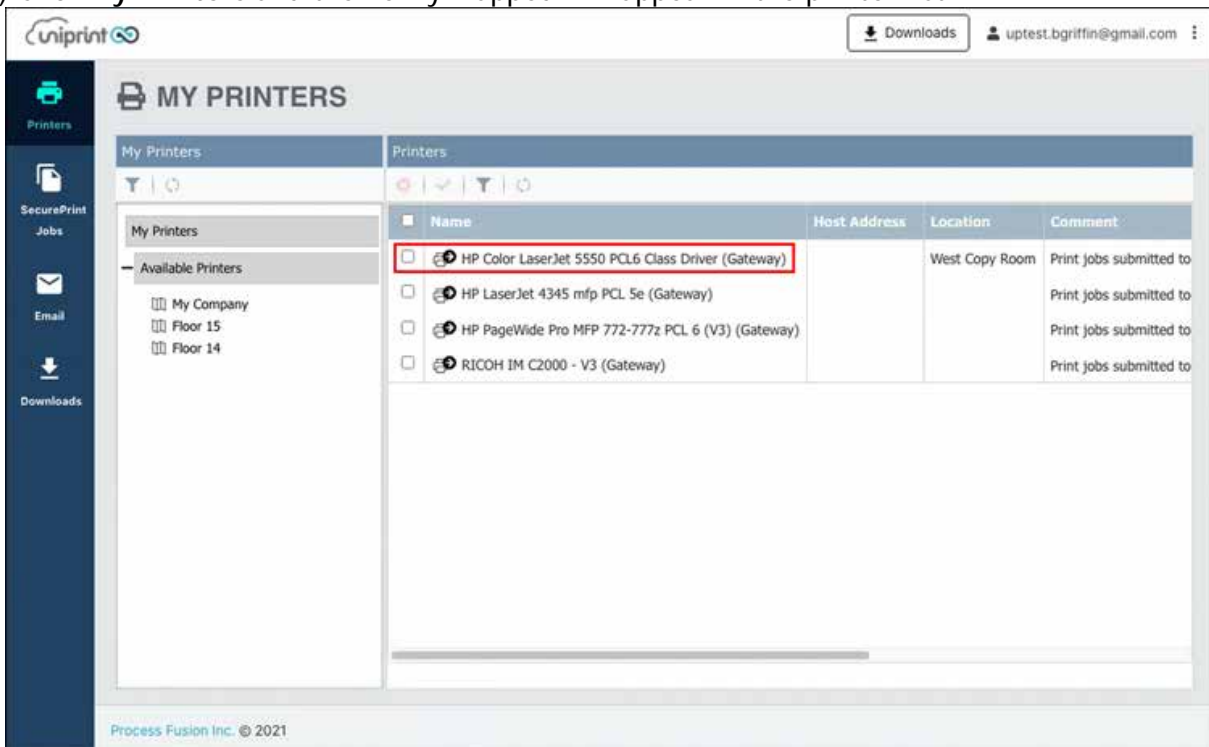 uniprint
Downloads
uptest.bgriffin@gmail.com
Printers
SecurePrint
Jobs
Email
Downloads
MY PRINTERS
My Printers
My Printers
Available Printers
My Company
Floor 15
Floor 14
Printers
Name Host Address Location Comment
HP Color LaserJet 5550 PCL6 Class Driver (Gateway) West Copy Room Print jobs submitted to
HP LaserJet 4345 mfp PCL 5e (Gateway) Print jobs submitted to
HP PageWide Pro MFP 772-777z PCL 6 (V3) (Gateway) Print jobs submitted to
RICOH IM C2000 - V3 (Gateway) Print jobs submitted to
Process Fusion Inc. © 2021